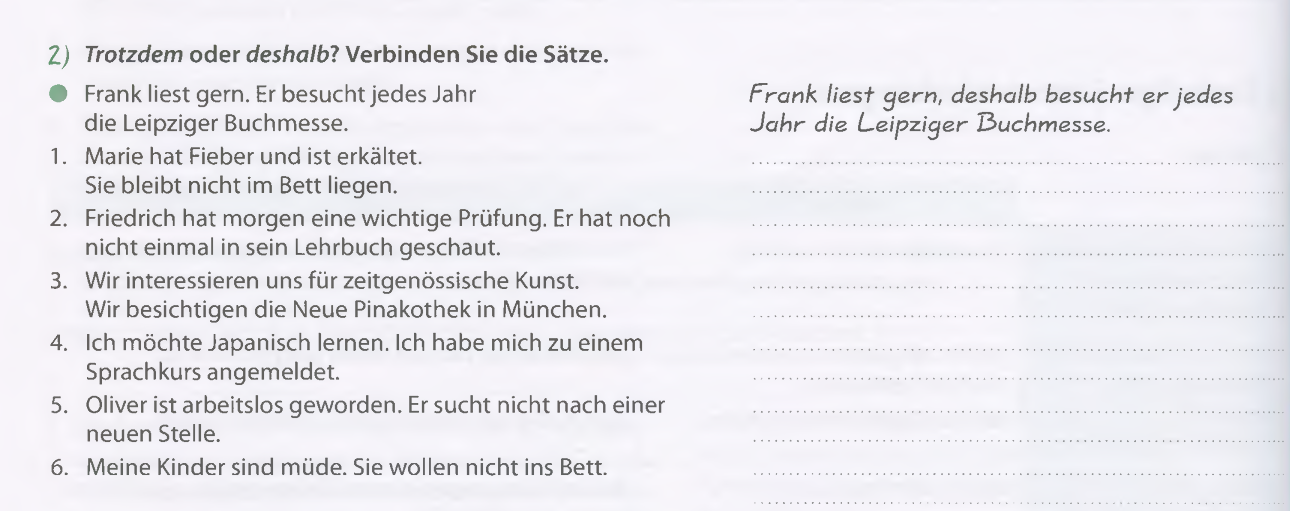 2) Trotzdem oder deshalb? Verbinden Sie die Sätze.
Frank liest gern. Er besucht jedes Jahr
die Leipziger Buchmesse.
Frank liest gern, deshalb besucht er jedes
Jahr die Leipziger Buchmesse.
1. Marie hat Fieber und ist erkältet.
Sie bleibt nicht im Bett liegen.
2. Friedrich hat morgen eine wichtige Prüfung. Er hat noch
nicht einmal in sein Lehrbuch geschaut.
3. Wir interessieren uns für zeitgenössische Kunst.
Wir besichtigen die Neue Pinakothek in München.
4. Ich möchte Japanisch lernen. Ich habe mich zu einem
Sprachkurs angemeldet.
5. Oliver ist arbeitslos geworden. Er sucht nicht nach einer
neuen Stelle.
6. Meine Kinder sind müde. Sie wollen nicht ins Bett.